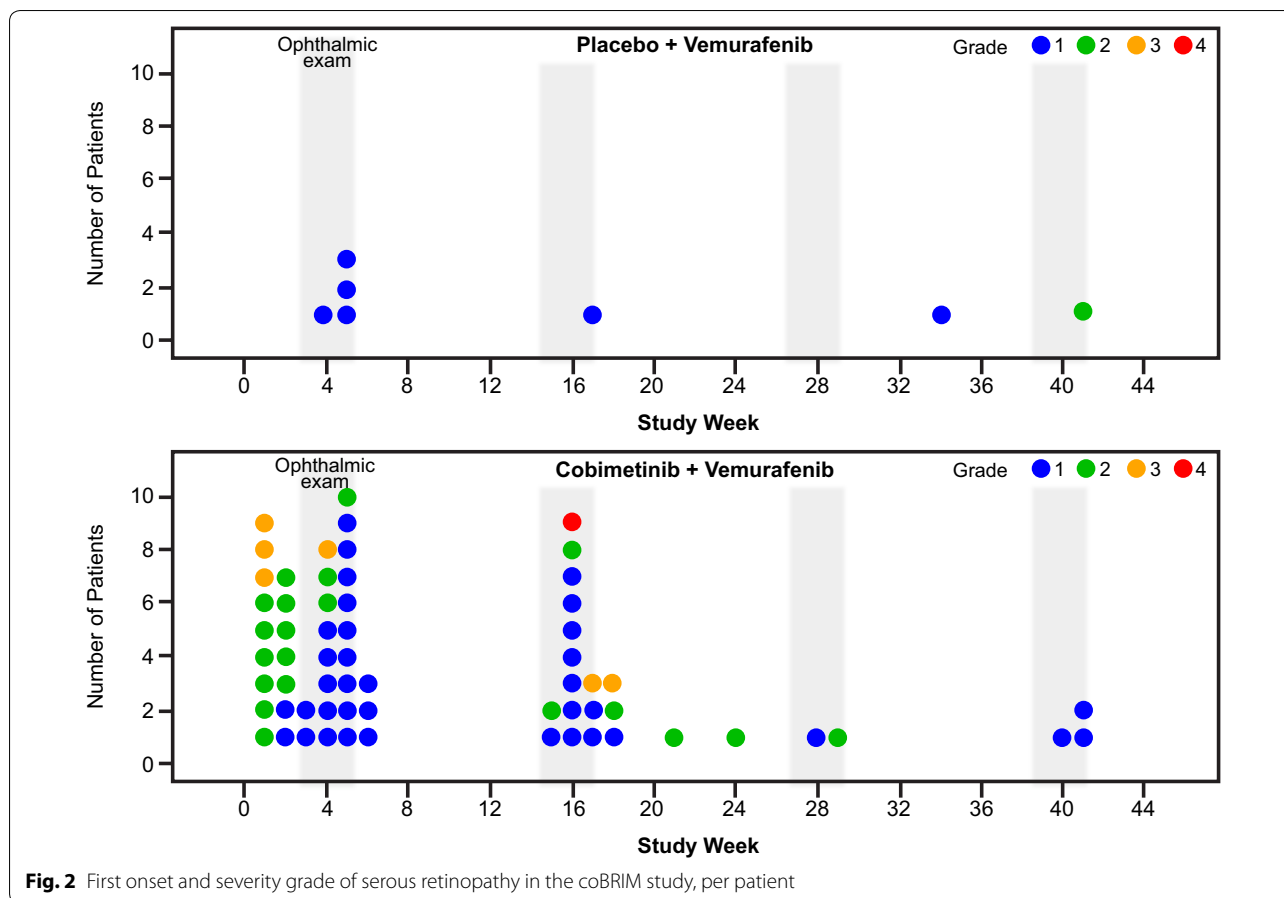 Ophthalmic
exam
Placebo + Vemurafenib
Grade 1 2 3 4
Number of Patients
10
8
6
4
2
0
0 4 8 12 16 20 24 28 32 36 40 44
Study Week
Ophthalmic
exam
Cobimetinib + Vemurafenib
Grade 1 2 3 4
Number of Patients
10
8
6
4
2
0
0 4 8 12 16 20 24 28 32 36 40 44
Study Week
Fig. 2 First onset and severity grade of serous retinopathy in the coBRIM study, per patient